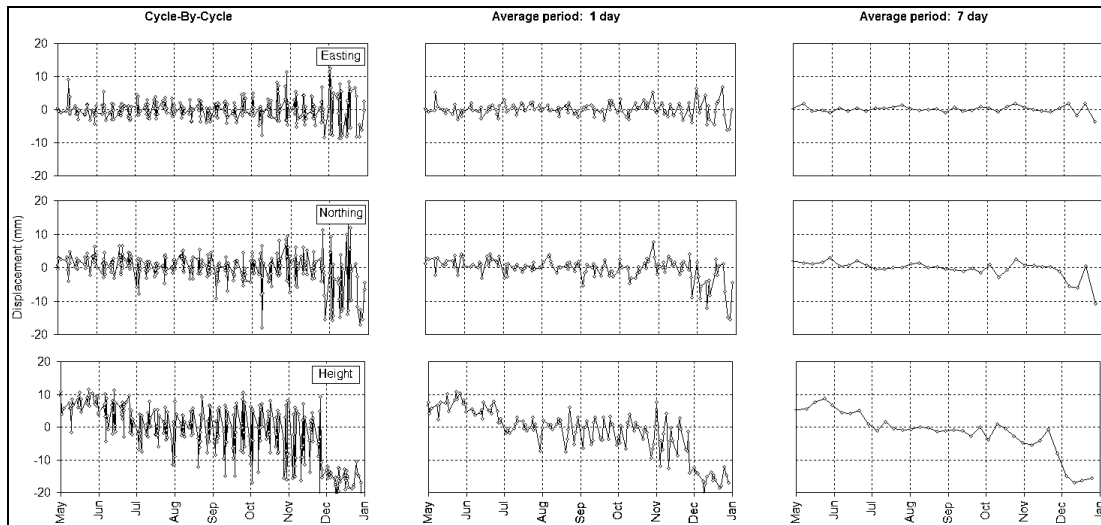 Cycle-By-Cycle Average period: 1 day Average period: 7 day
20
10
0
-10
-20
Easting
Displacement (mm)
20
10
0
-10
-20
Northing
20
10
0
-10
-20
Height
May Jun Jul Aug Sep Oct Nov Dec Jan
May Jun Jul Aug Sep Oct Nov Dec Jan
May Jun Jul Aug Sep Oct Nov Dec Jan